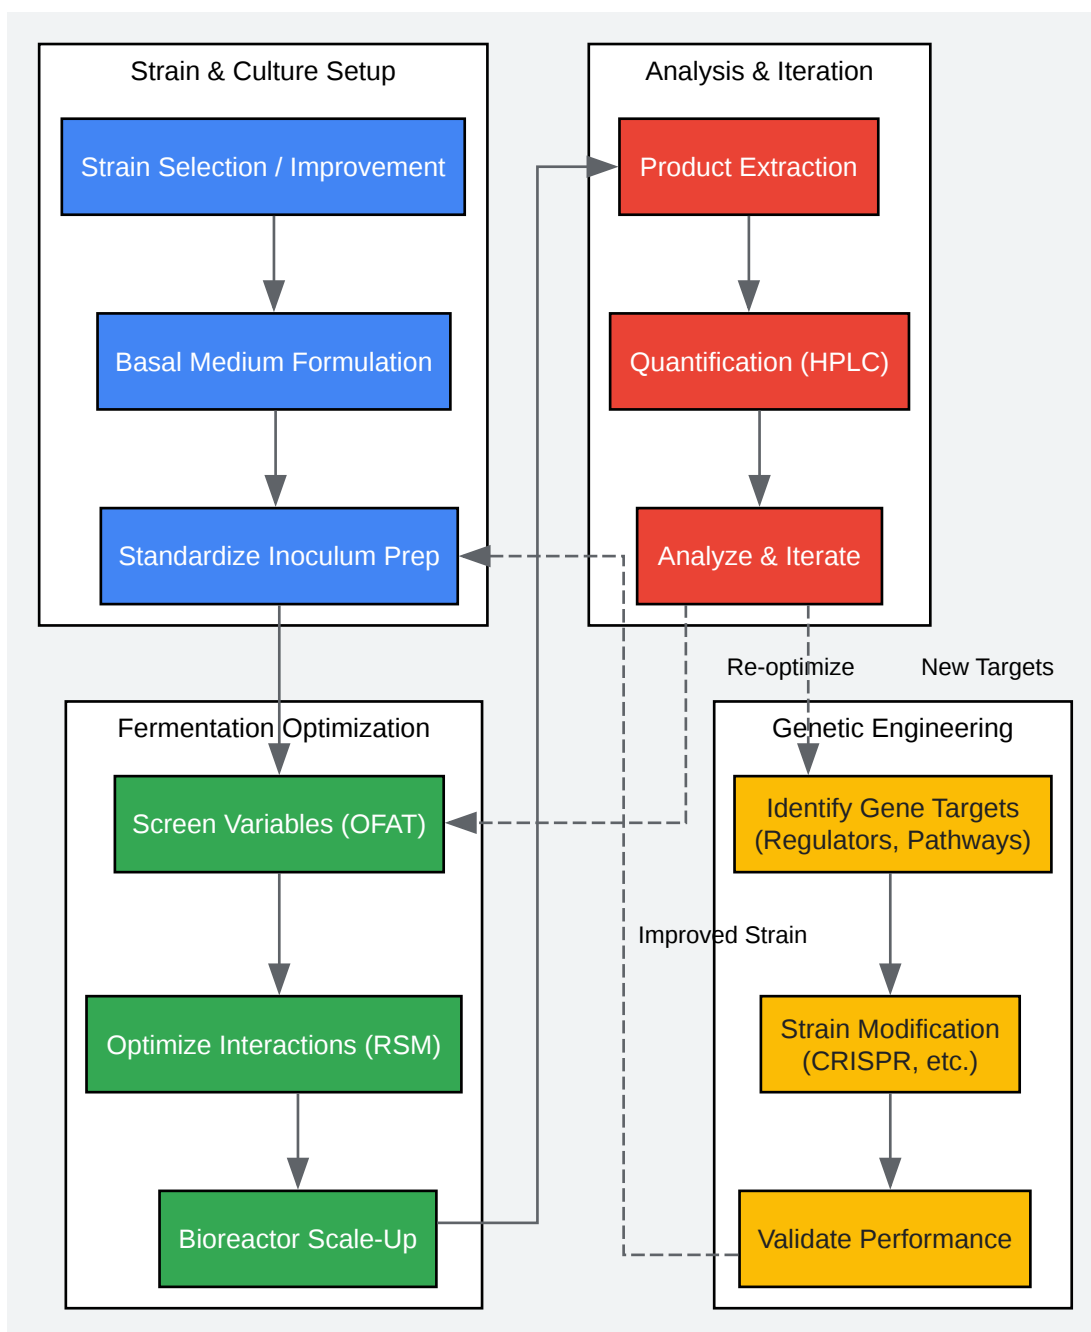 Strain & Culture Setup
Strain Selection / Improvement
Basal Medium Formulation
Standardize Inoculum Prep
Analysis & Iteration
Product Extraction
Quantification (HPLC)
Analyze & Iterate
Re-optimize
New Targets
Fermentation Optimization
Screen Variables (OFAT)
Optimize Interactions (RSM)
Bioreactor Scale-Up
Improved Strain
Genetic Engineering
Identify Gene Targets
(Regulators, Pathways)
Strain Modification
(CRISPR, etc.)
Validate Performance